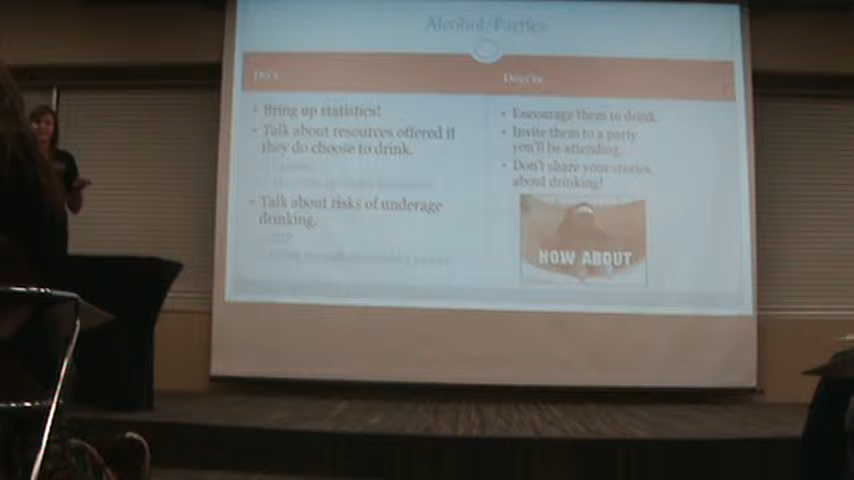 Alcohol/Parties
Do's
Don'ts
Bring up statistics!
Talk about resources offered if
they do choose to drink.
Talk about risks of underage
drinking.
Encourage them to drink.
Invite them to a party
you'll be attending.
Don't share your stories
about drinking!
HOW ABOUT